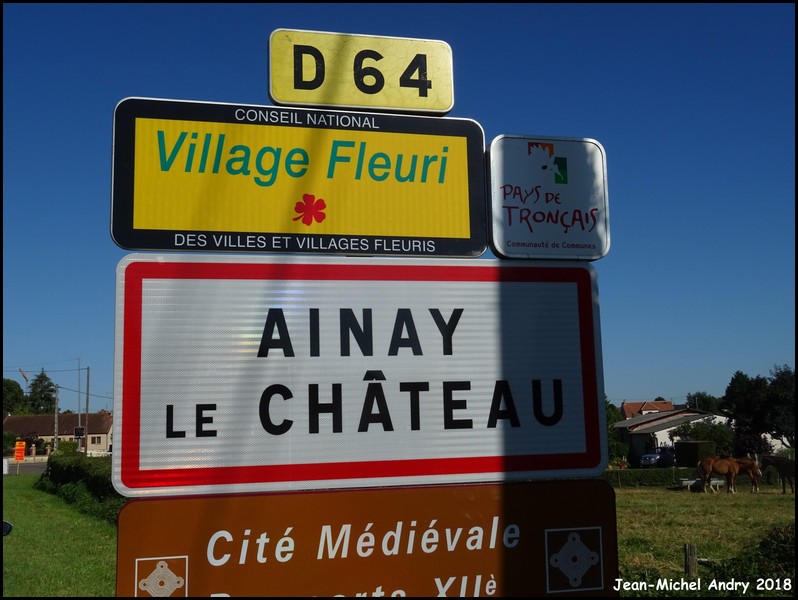 D 64
CONSEIL NATIONAL
Village Fleuri
DES VILLES ET VILLAGES FLEURIS
PAYS DE
TRONÇAIS
Communauté de Communes
AINAY
LE CHÂTEAU
Cité Médiévale
XIIè
Jean-Michel Andry 2018